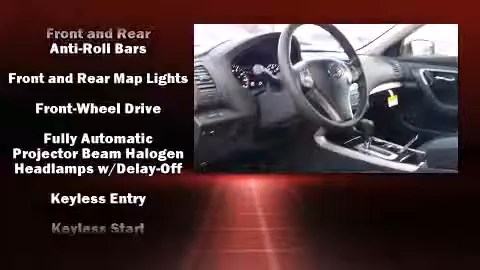 Front and Rear
Anti-Roll Bars
Front and Rear Map Lights
Front-Wheel Drive
Fully Automatic
Projector Beam Halogen
Headlamps w/Delay-Off
Keyless Entry
Keyless Start